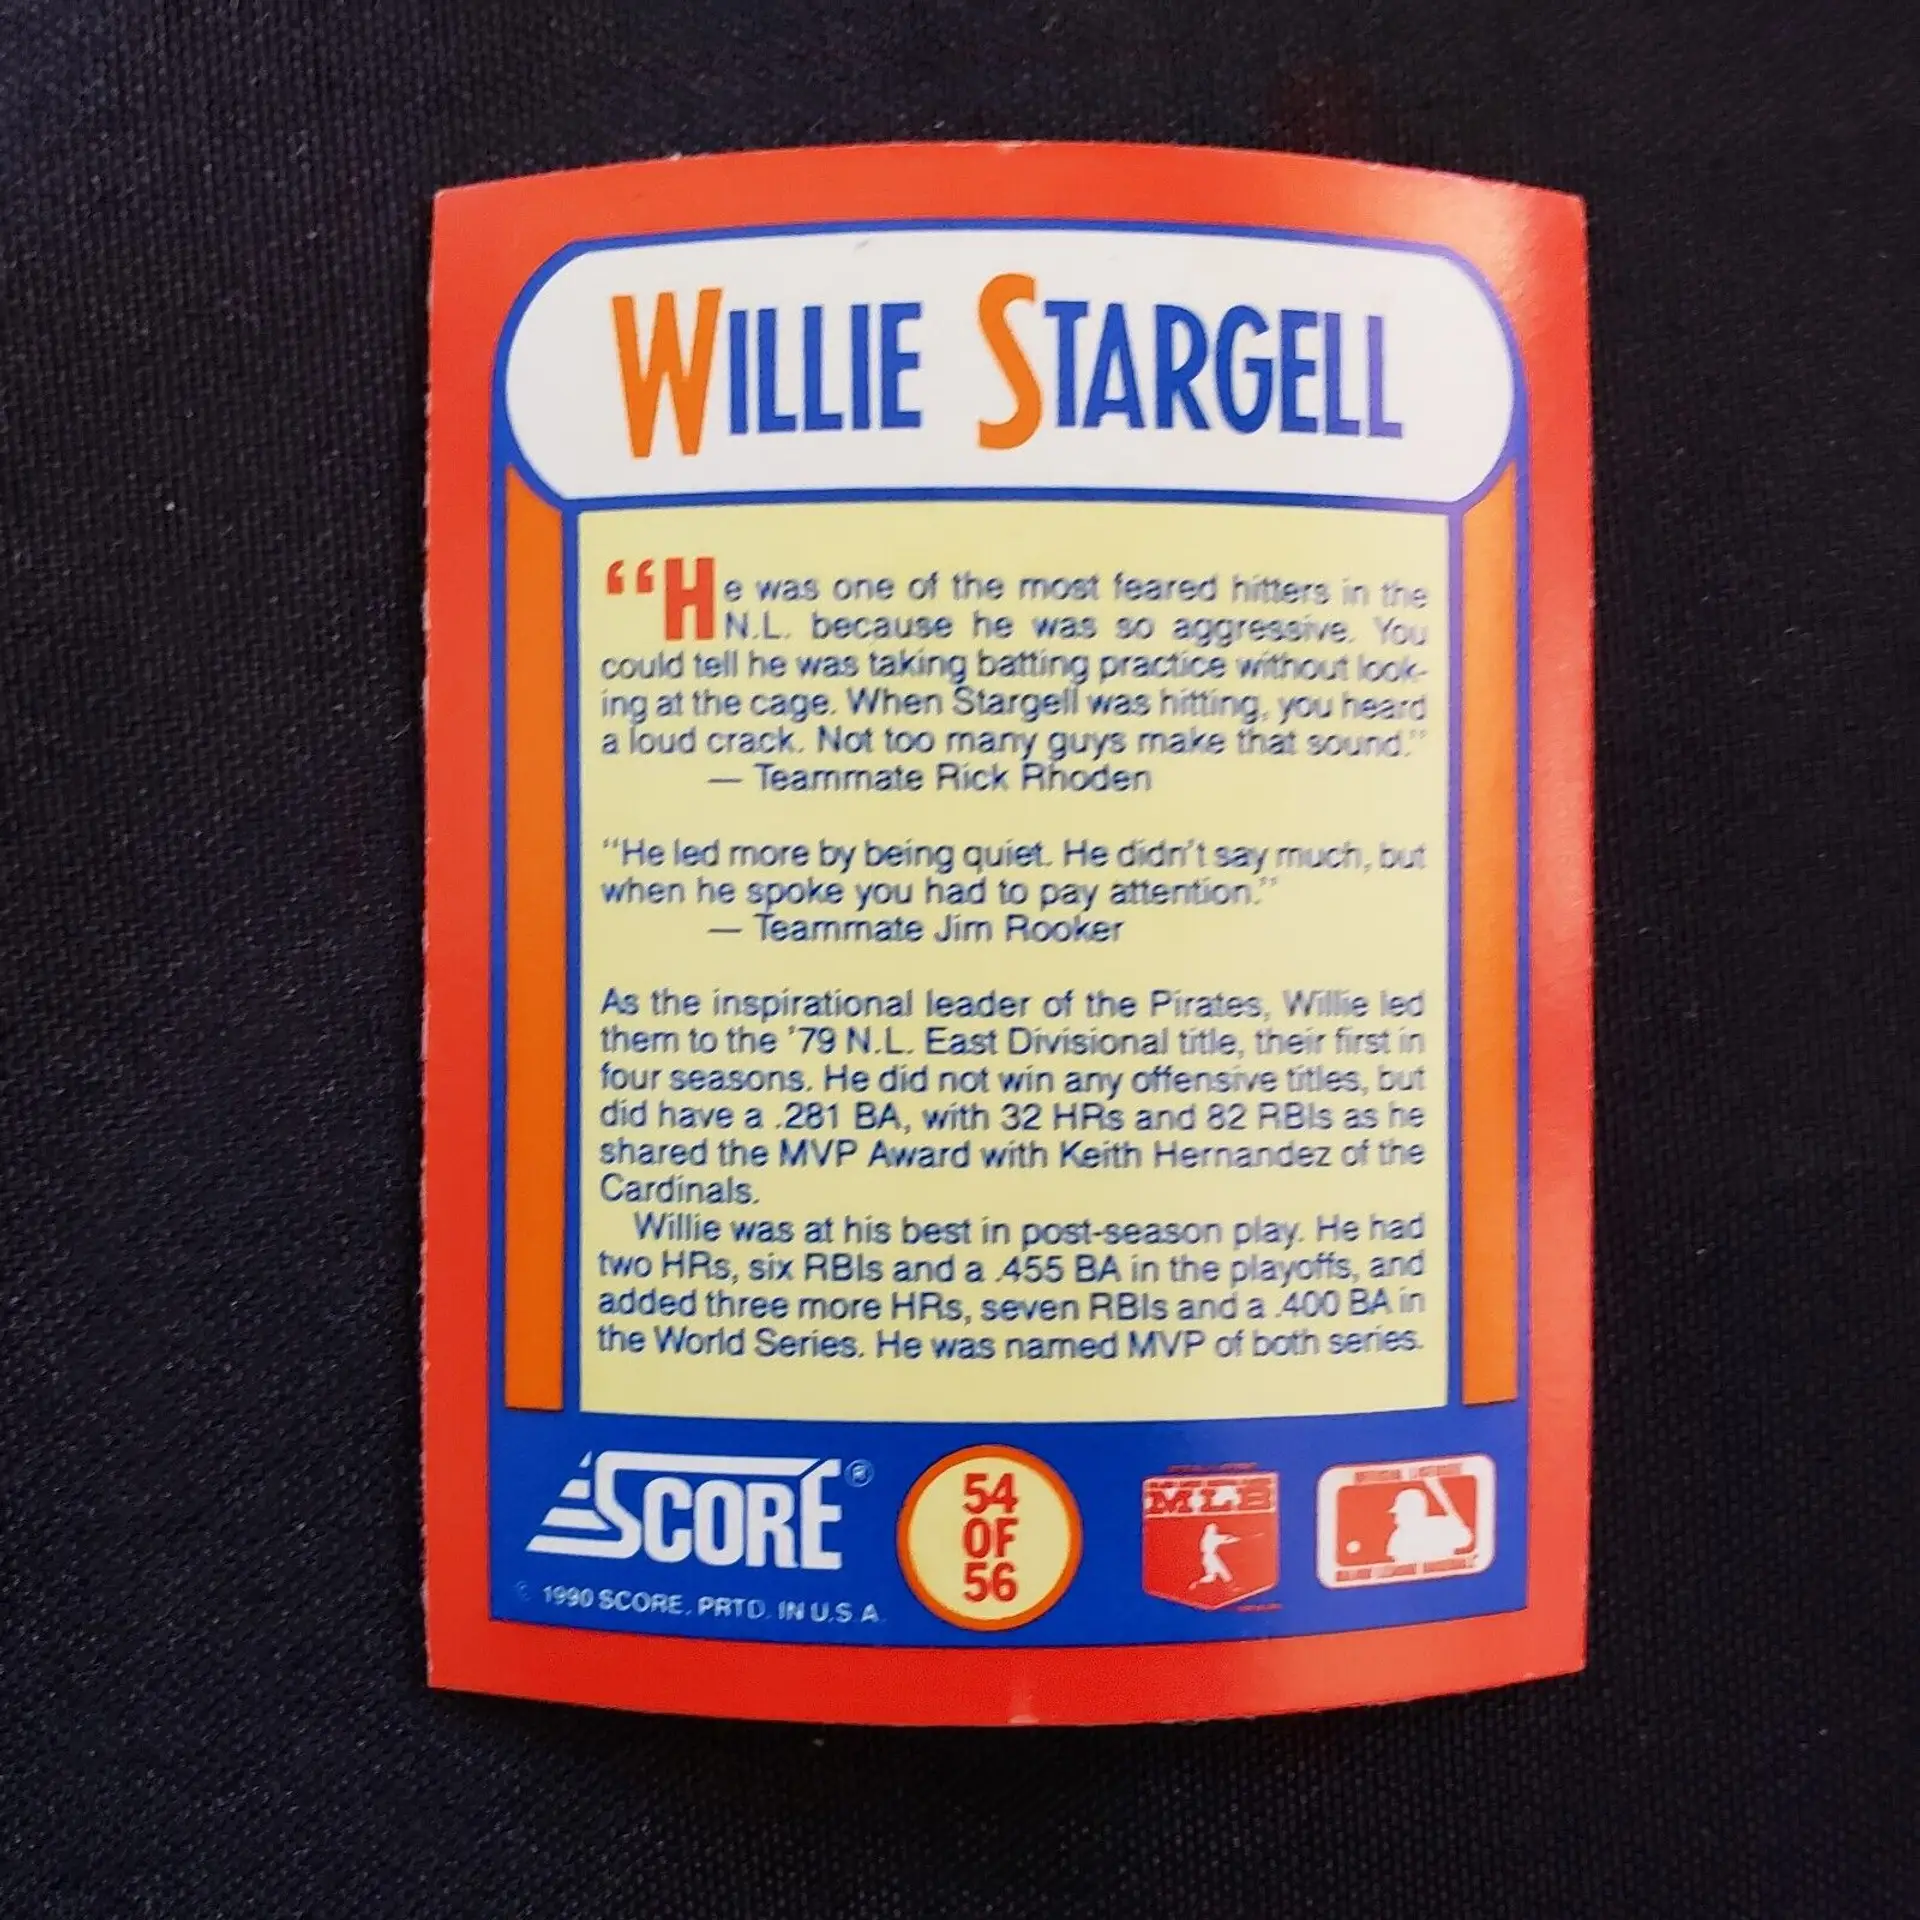 WILLIE STARGELL
“He was one of the most feared hitters in the
N.L. because he was so aggressive. You
could tell he was taking batting practice without look-
ing at the cage. When Stargell was hitting, you heard
a loud crack. Not too many guys make that sound.”
— Teammate Rick Rhoden
“He led more by being quiet. He didn't say much, but
when he spoke you had to pay attention.”
— Teammate Jim Rooker
As the inspirational leader of the Pirates, Willie led
them to the '79 N.L. East Divisional title, their first in
four seasons. He did not win any offensive titles, but
did have a .281 BA, with 32 HRs and 82 RBIs as he
shared the MVP Award with Keith Hernandez of the
Cardinals.
Willie was at his best in post-season play. He had
two HRs, six RBIs and a .455 BA in the playoffs, and
added three more HRs, seven RBIs and a .400 BA in
the World Series. He was named MVP of both series.
SCORE®
© 1990 SCORE, PRTD. IN U.S.A.
54
OF
56
MLB